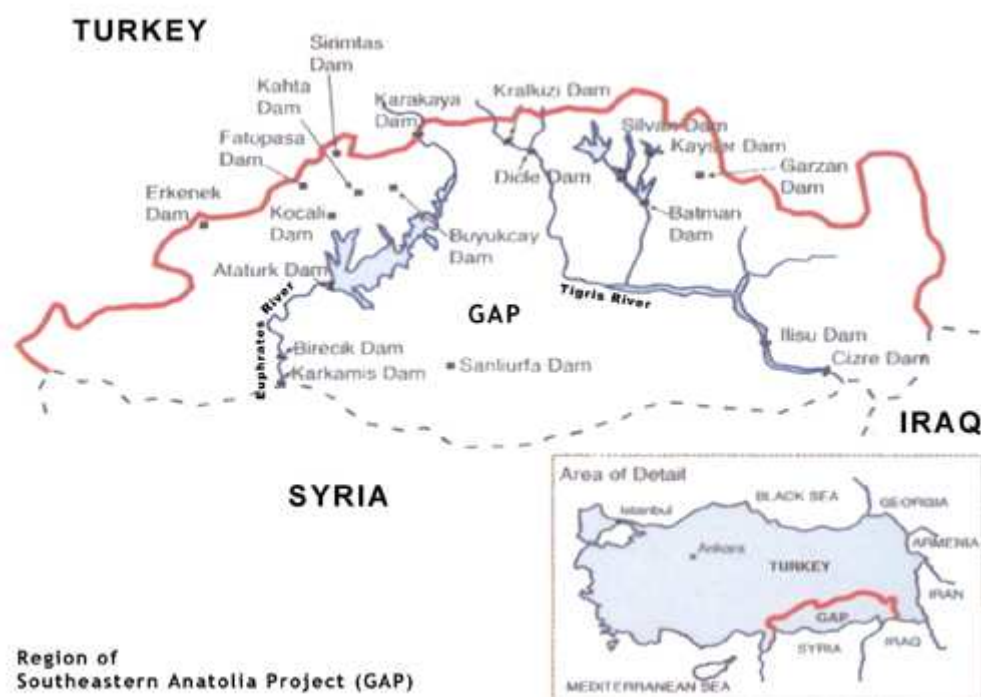 TURKEY
Sirimtas
Dam
Kahta
Dam
Karakaya
Dam
Kralkizi Dam
Silvan Dam
Kayser Dam
Fatopasa
Dam
Garzan
Dam
Dicle Dam
Erkenek
Dam
Kocali
Dam
Batman
Dam
Buyukcay
Dam
Ataturk Dam
Euphrates River
Tigris River
GAP
Ilisu Dam
Birecik Dam
Cizre Dam
Karkamis Dam
Sanliurfa Dam
IRAQ
SYRIA
Area of Detail
BLACK SEA
GEORGIA
Istanbul
ARMENIA
Ankara
TURKEY
IRAN
GAP
SYRIA
IRAQ
MEDITERRANEAN SEA
Region of
Southeastern Anatolia Project (GAP)